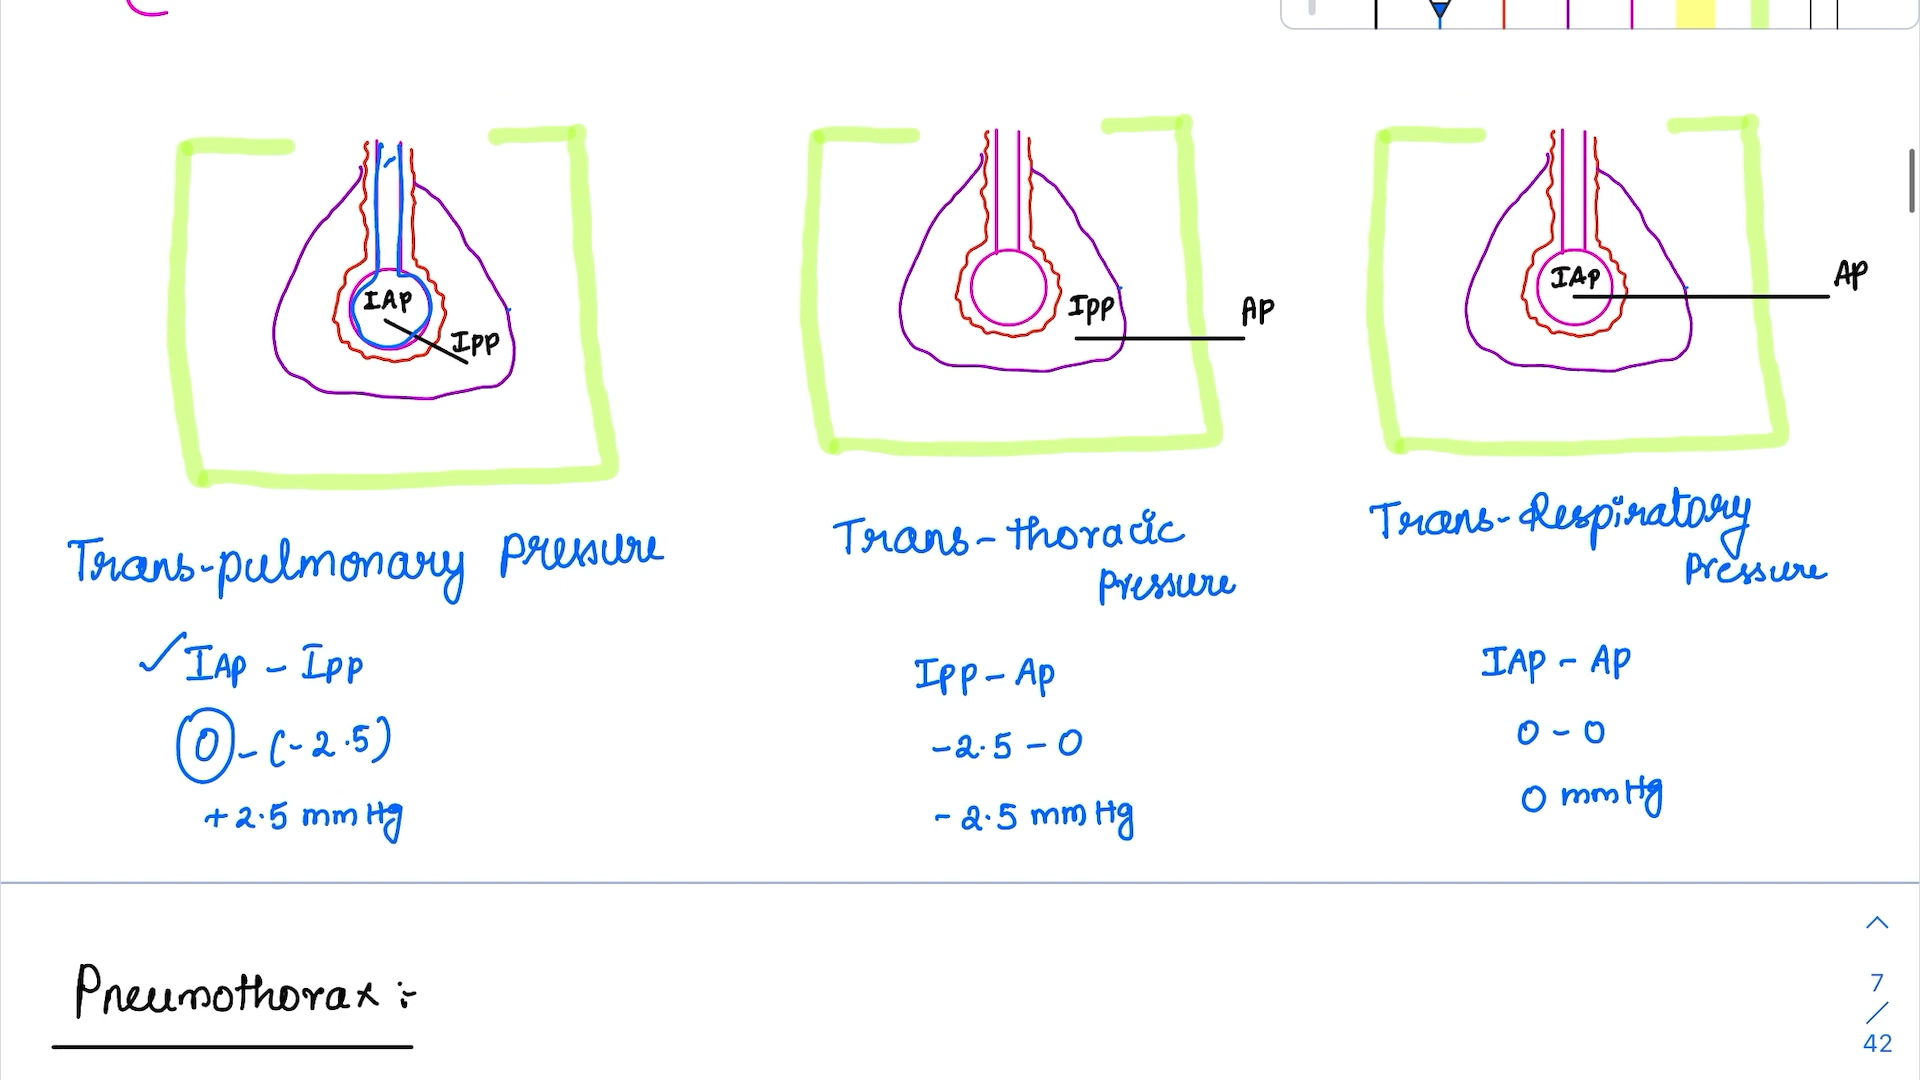 IAP
IPP
IPP
AP
IAP
AP
Trans-pulmonary Pressure
Trans-thoracic
Pressure
Trans-Respiratory
Pressure
✓ IAP - IPP
0 - (-2.5)
+2.5 mmHg
IPP - AP
-2.5 - 0
-2.5 mmHg
IAP - AP
0 - 0
0 mmHg
Pneumothorax :-
7
/
42